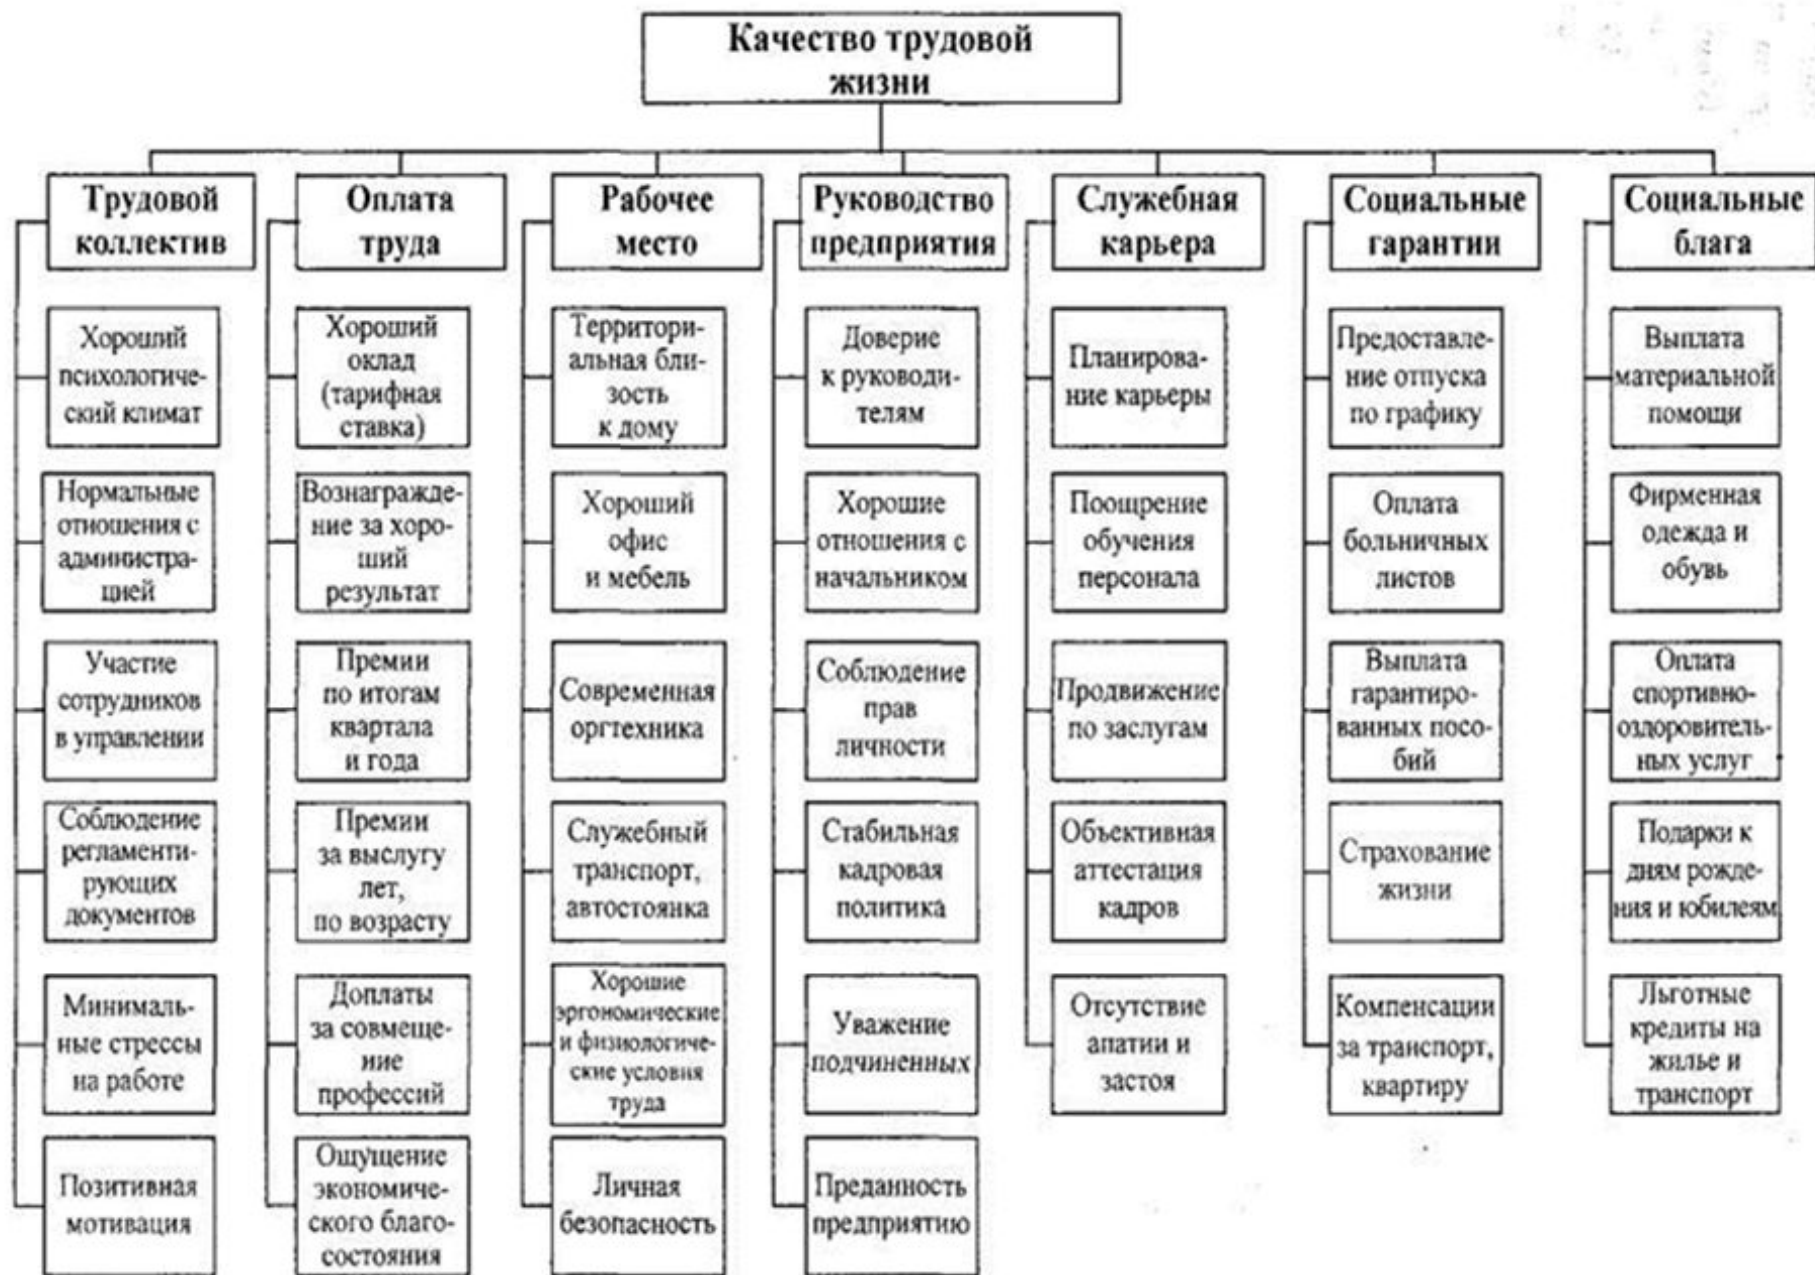 Качество трудовой
жизни
Трудовой
коллектив
Хороший
психологиче-
ский климат
Нормальные
отношения с
администра-
цией
Участие
сотрудников
в управлении
Соблюдение
регламенти-
рующих
документов
Минималь-
ные стрессы
на работе
Позитивная
мотивация
Оплата
труда
Хороший
оклад
(тарифная
ставка)
Вознагражде-
ние за хоро-
ший
результат
Премии
по итогам
квартала
и года
Премии
за выслугу
лет,
по возрасту
Доплаты
за совмеще-
ние
профессий
Ощущение
экономиче-
ского благо-
состояния
Рабочее
место
Территори-
альная бли-
зость
к дому
Хороший
офис
и мебель
Современная
оргтехника
Служебный
транспорт,
автостоянка
Хорошие
эргономические
и физиологиче-
ские условия
труда
Личная
безопасность
Руководство
предприятия
Доверие
к руководи-
телям
Хорошие
отношения с
начальником
Соблюдение
прав
личности
Стабильная
кадровая
политика
Уважение
подчиненных
Преданность
предприятию
Служебная
карьера
Планирова-
ние карьеры
Поощрение
обучения
персонала
Продвижение
по заслугам
Объективная
аттестация
кадров
Отсутствие
апатии и
застоя
Социальные
гарантии
Предоставле-
ние отпуска
по графику
Оплата
больничных
листов
Выплата
гарантиро-
ванных посо-
бий
Страхование
жизни
Компенсации
за транспорт,
квартиру
Социальные
блага
Выплата
материальной
помощи
Фирменная
одежда и
обувь
Оплата
спортивно-
оздоровитель-
ных услуг
Подарки к
дням рожде-
ния и юбилеям
Льготные
кредиты на
жилье и
транспорт